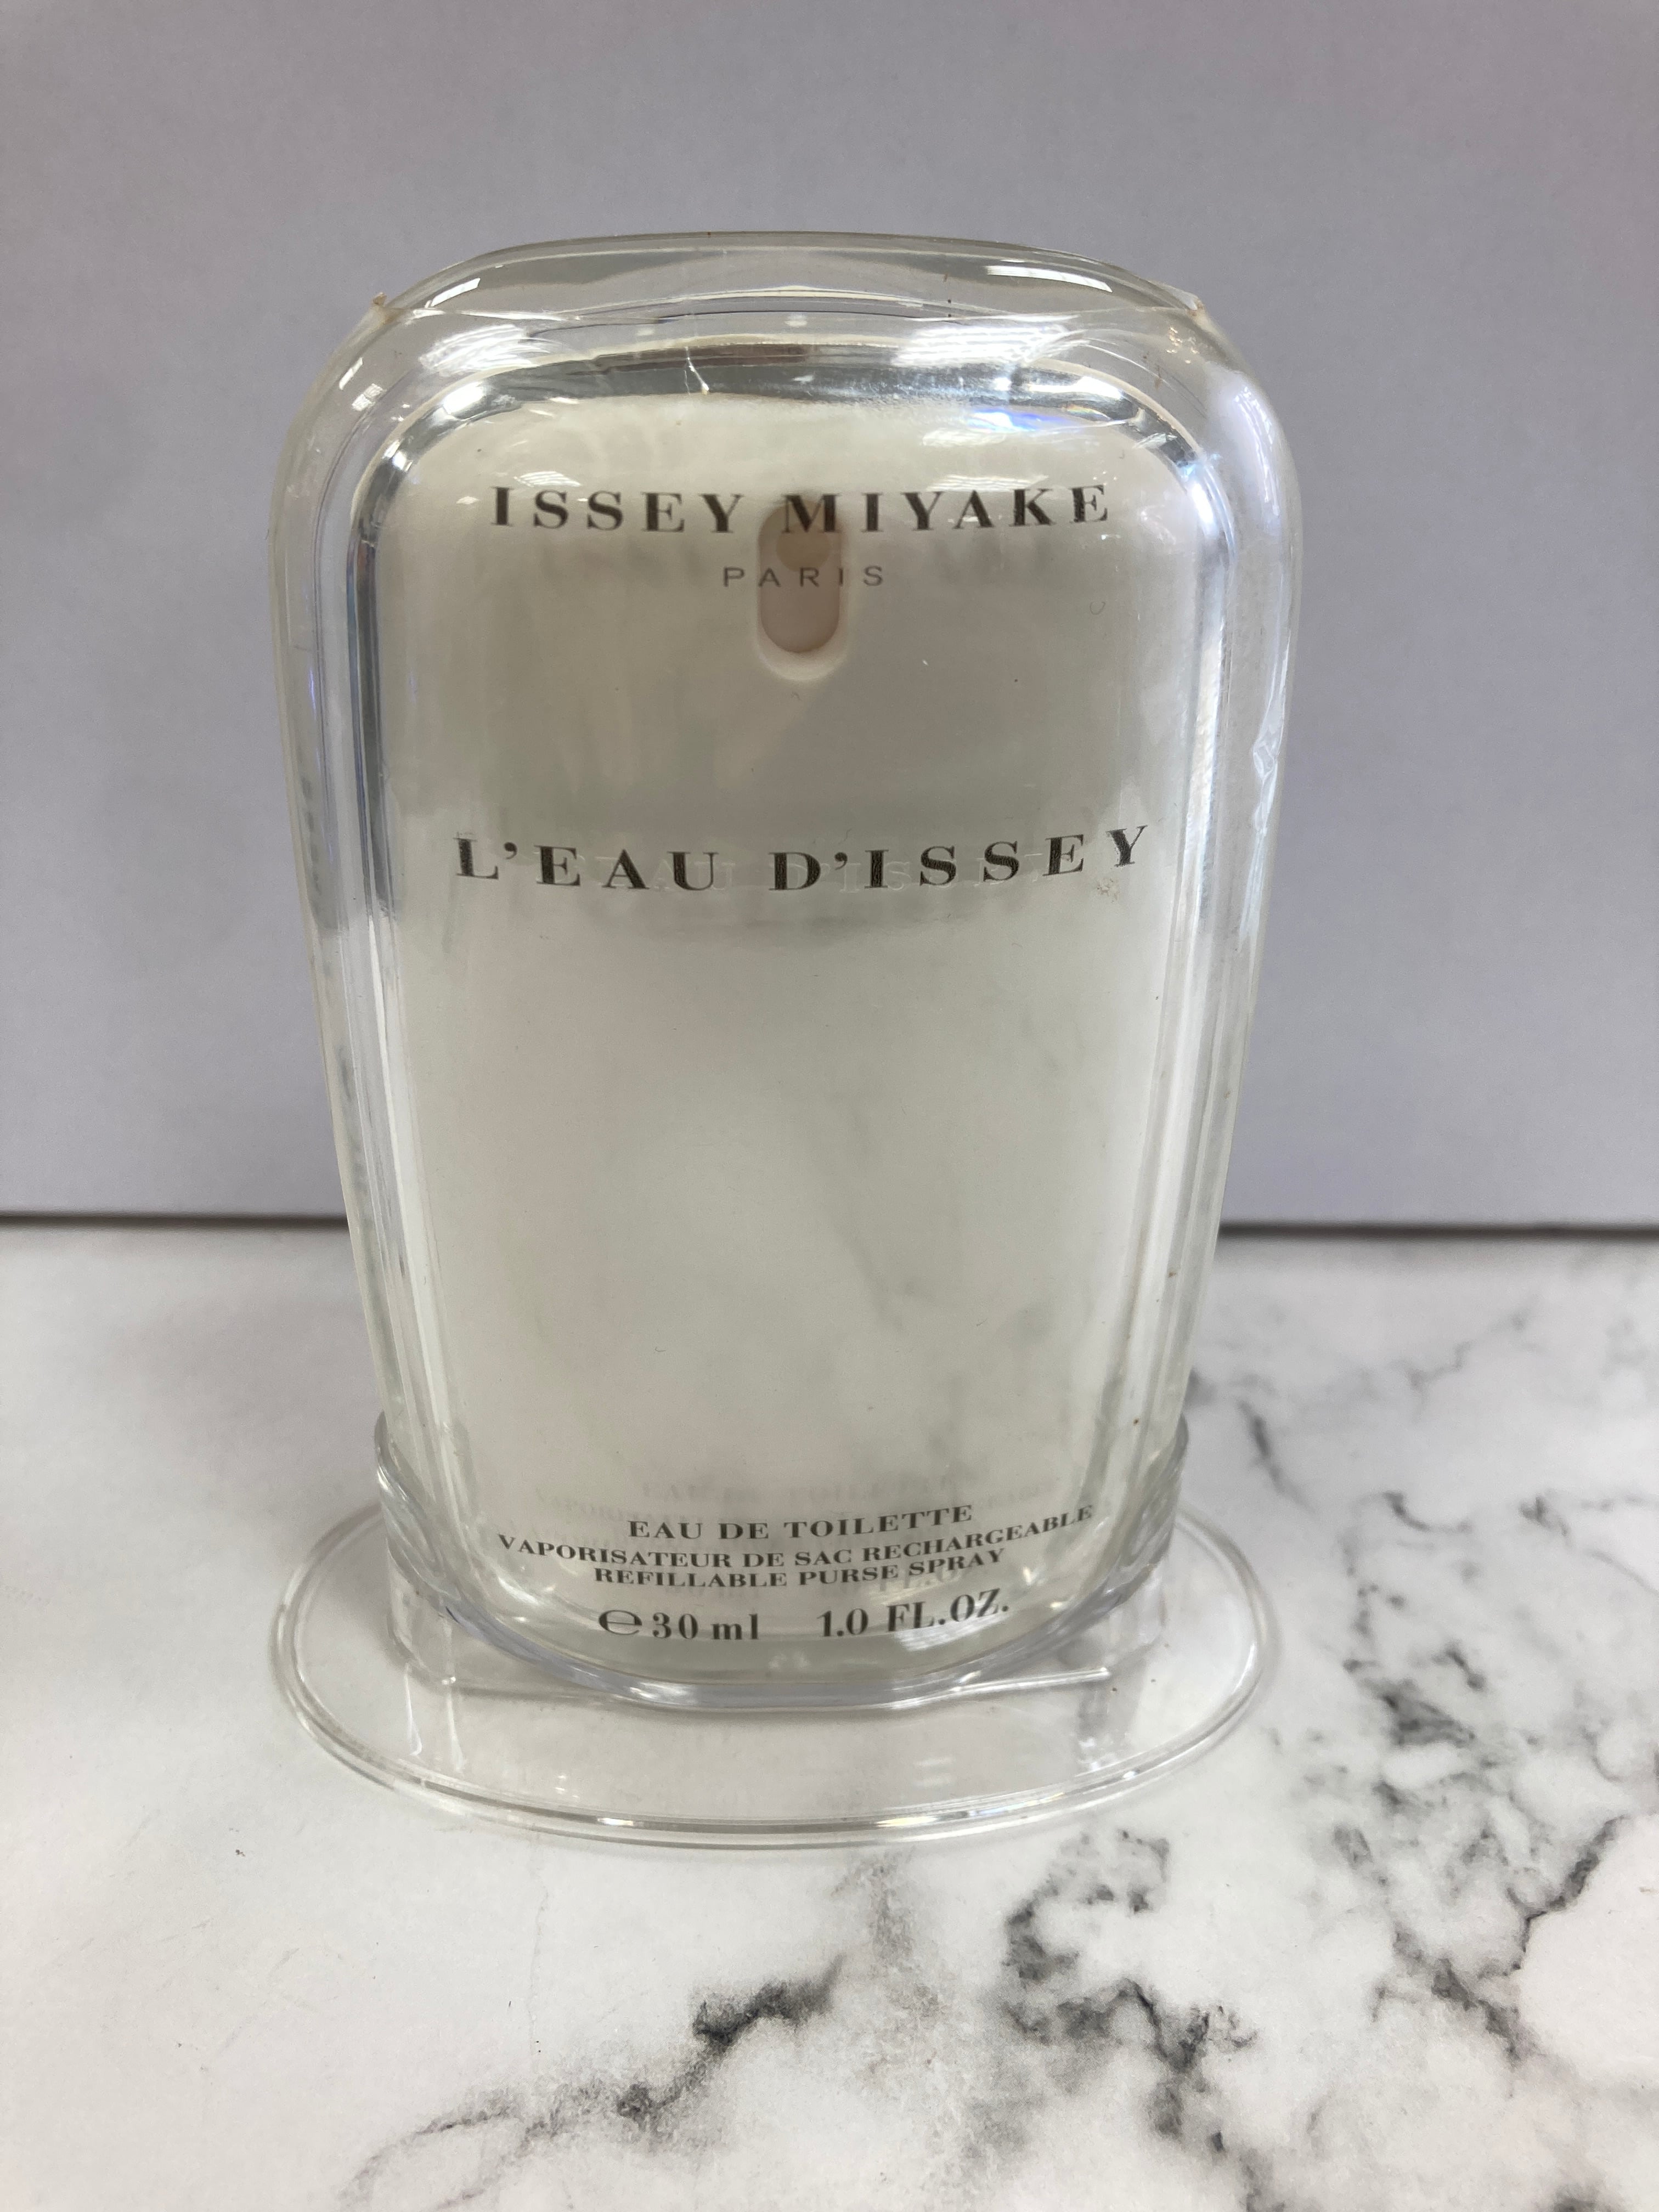 ISSEY MIYAKE
PARIS
L'EAU D'ISSEY
EAU DE TOILETTE
VAPORISATEUR DE SAC RECHARGEABLE
REFILLABLE PURSE SPRAY
℮ 30 ml 1.0 FL.OZ.